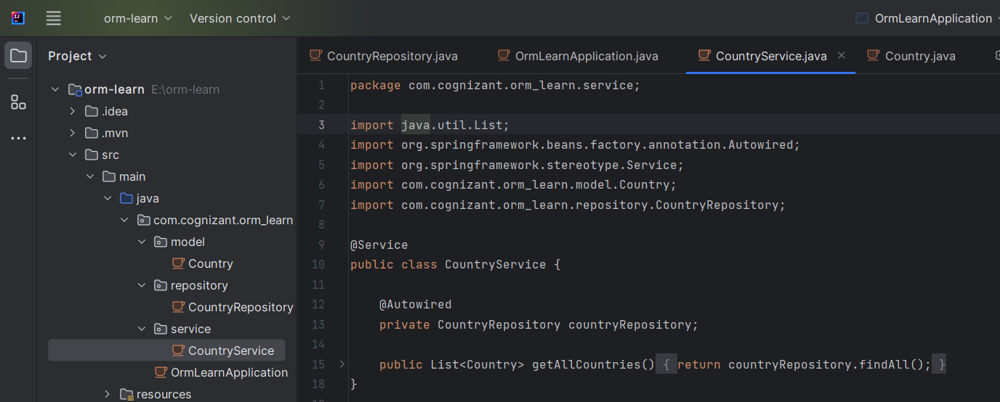 IJ
orm-learn Version control OrmLearnApplication
Project
CountryRepository.java OrmLearnApplication.java CountryService.java Country.java
orm-learn E:\orm-learn
.idea
.mvn
src
main
java
com.cognizant.orm_learn
model
Country
repository
CountryRepository
service
CountryService
OrmLearnApplication
resources
1 package com.cognizant.orm_learn.service;
2
3 import java.util.List;
4 import org.springframework.beans.factory.annotation.Autowired;
5 import org.springframework.stereotype.Service;
6 import com.cognizant.orm_learn.model.Country;
7 import com.cognizant.orm_learn.repository.CountryRepository;
8
9 @Service
10 public class CountryService {
11
12 @Autowired
13 private CountryRepository countryRepository;
14
15 public List<Country> getAllCountries() { return countryRepository.findAll(); }
18 }